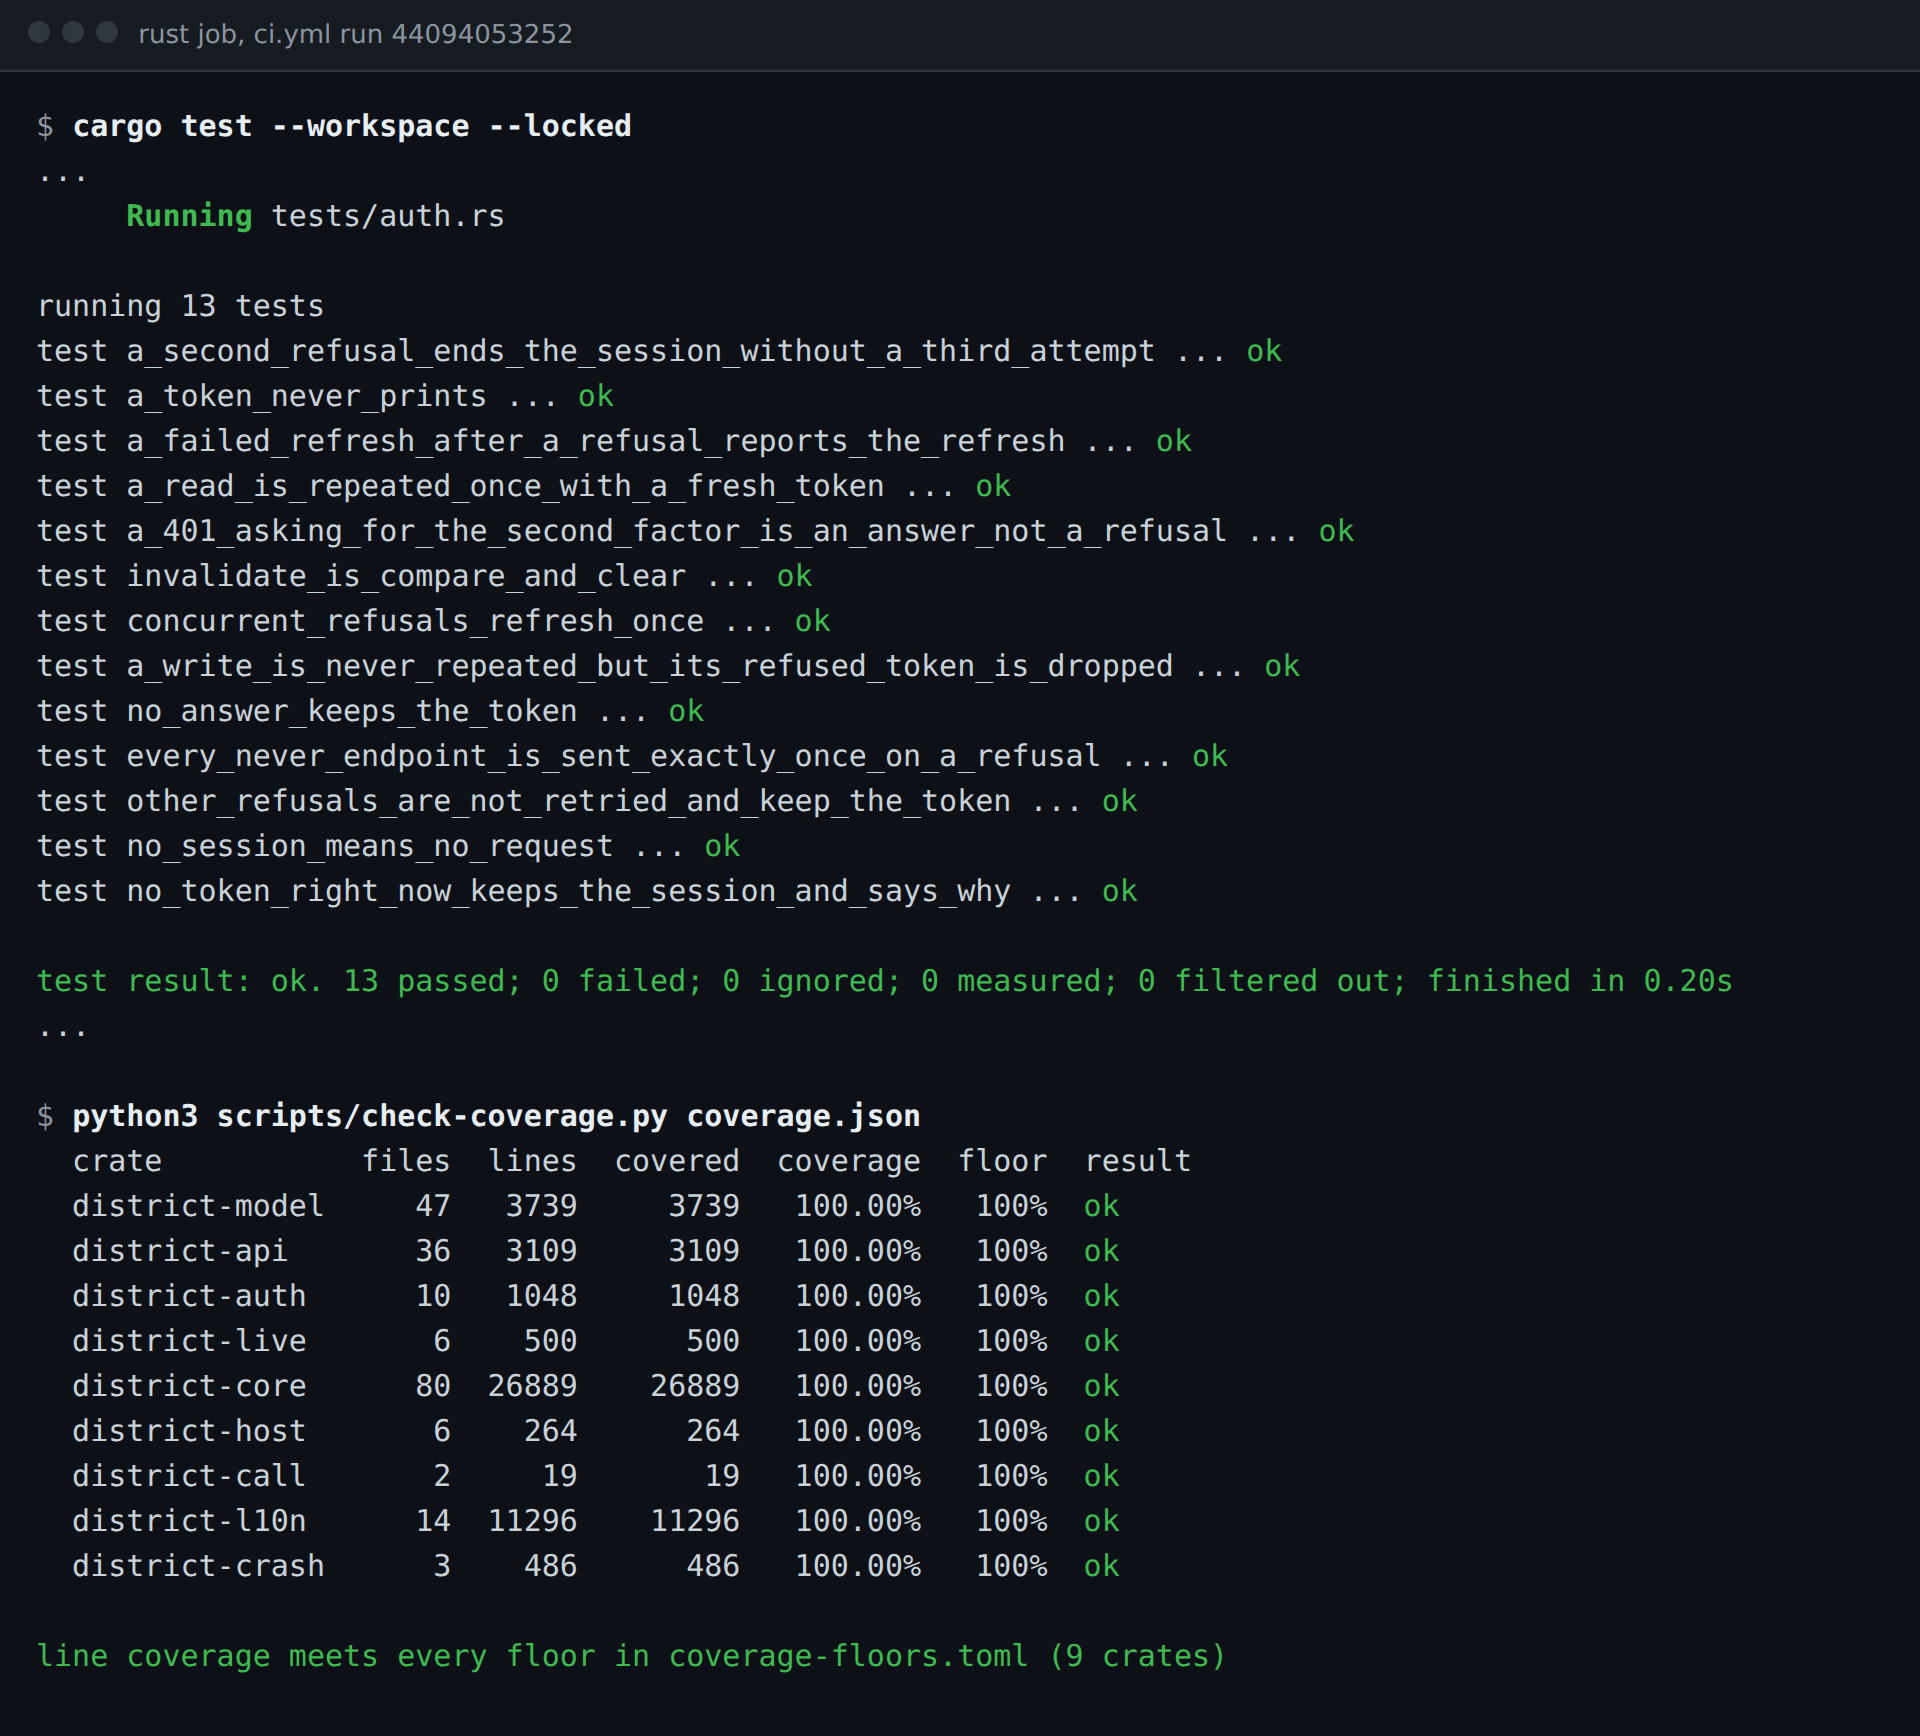 rust job, ci.yml run 44094053252
$ cargo test --workspace --locked
...
     Running tests/auth.rs
running 13 tests
test a_second_refusal_ends_the_session_without_a_third_attempt ... ok
test a_token_never_prints ... ok
test a_failed_refresh_after_a_refusal_reports_the_refresh ... ok
test a_read_is_repeated_once_with_a_fresh_token ... ok
test a_401_asking_for_the_second_factor_is_an_answer_not_a_refusal ... ok
test invalidate_is_compare_and_clear ... ok
test concurrent_refusals_refresh_once ... ok
test a_write_is_never_repeated_but_its_refused_token_is_dropped ... ok
test no_answer_keeps_the_token ... ok
test every_never_endpoint_is_sent_exactly_once_on_a_refusal ... ok
test other_refusals_are_not_retried_and_keep_the_token ... ok
test no_session_means_no_request ... ok
test no_token_right_now_keeps_the_session_and_says_why ... ok
test result: ok. 13 passed; 0 failed; 0 ignored; 0 measured; 0 filtered out; finished in 0.20s
...
$ python3 scripts/check-coverage.py coverage.json
  crate           files  lines  covered  coverage  floor  result
  district-model     47   3739     3739   100.00%   100%  ok
  district-api       36   3109     3109   100.00%   100%  ok
  district-auth      10   1048     1048   100.00%   100%  ok
  district-live       6    500      500   100.00%   100%  ok
  district-core      80  26889    26889   100.00%   100%  ok
  district-host       6    264      264   100.00%   100%  ok
  district-call       2     19       19   100.00%   100%  ok
  district-l10n      14  11296    11296   100.00%   100%  ok
  district-crash      3    486      486   100.00%   100%  ok
line coverage meets every floor in coverage-floors.toml (9 crates)